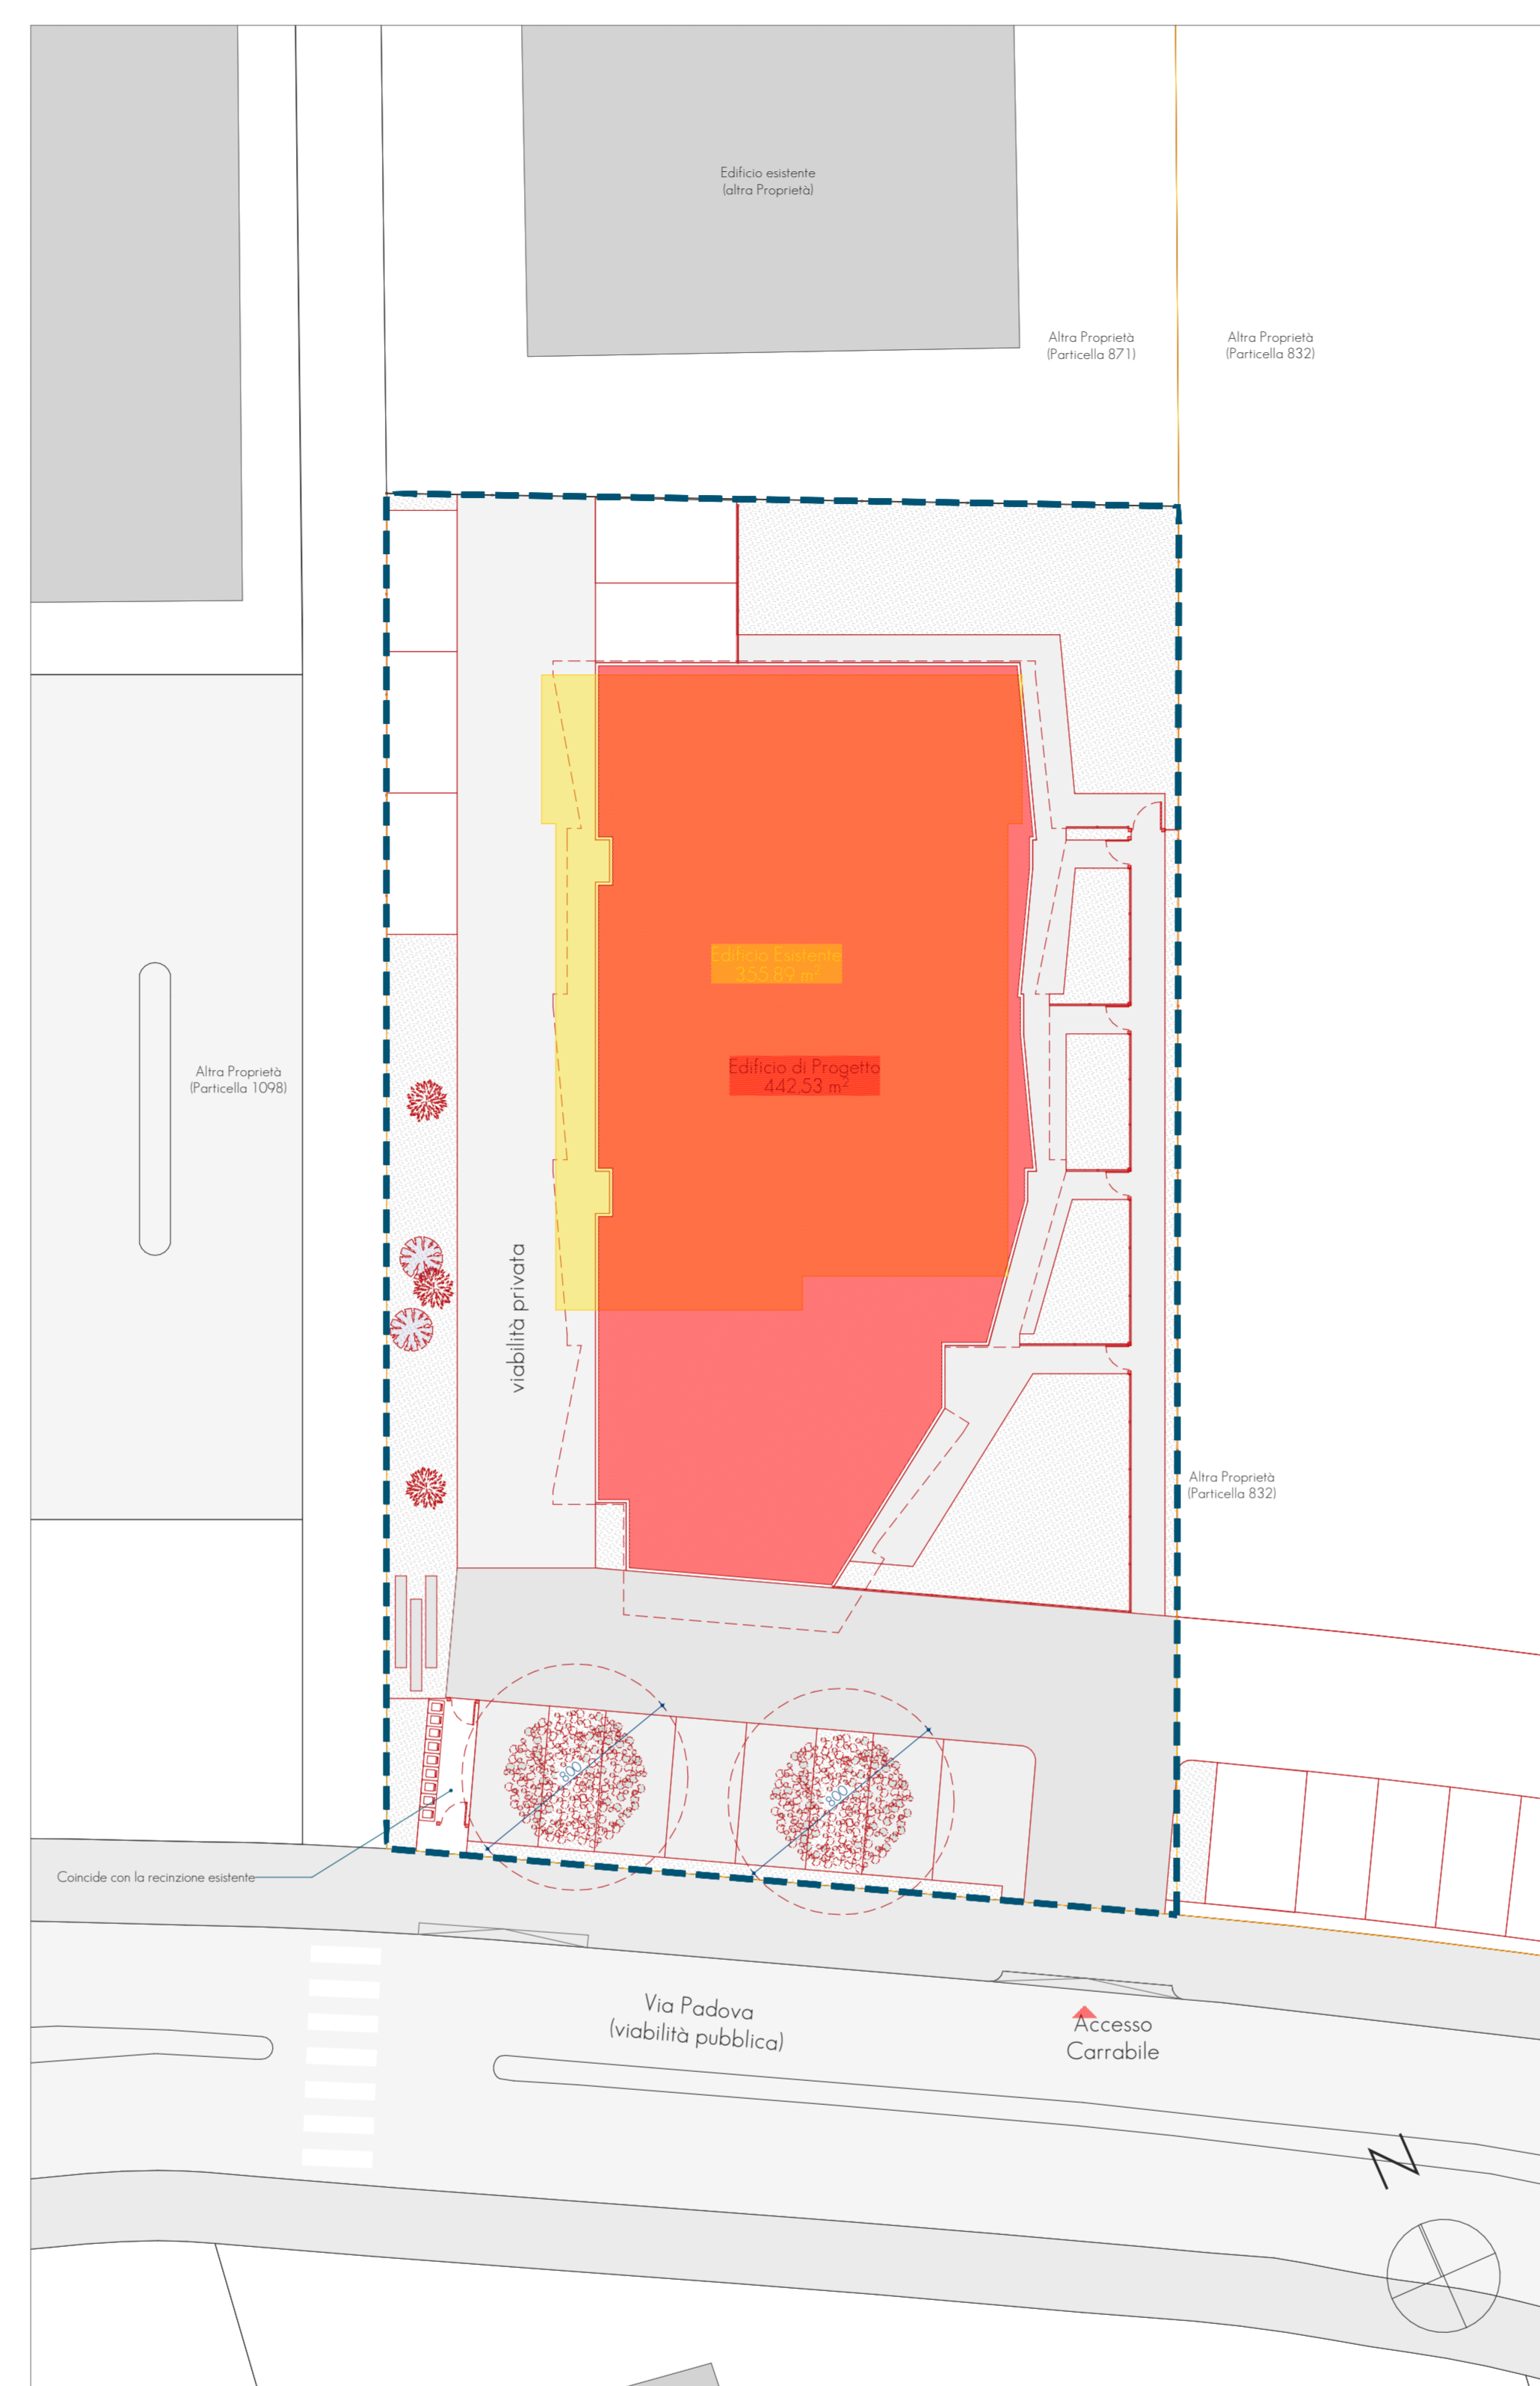 Edificio esistente
(altra Proprietà)
Altra Proprietà
(Particella 871)
Altra Proprietà
(Particella 832)
Edificio Esistente
355.89 m²
Edificio di Progetto
442.53 m²
Altra Proprietà
(Particella 1098)
viabilità privata
Altra Proprietà
(Particella 832)
800
800
Coincide con la recinzione esistente
Via Padova
(viabilità pubblica)
Accesso
Carrabile
N